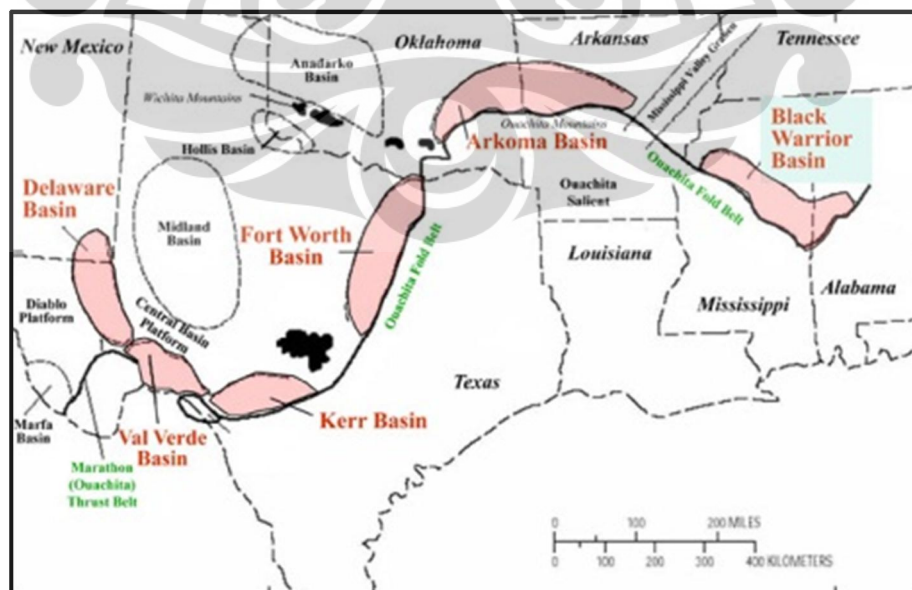 New Mexico
Oklahoma
Arkansas
Tennessee
Anadarko
Basin
Mississippi Valley Graben
Wichita Mountains
Hollis Basin
Ouachita Mountains
Arkoma Basin
Black
Warrior
Basin
Delaware
Basin
Midland
Basin
Fort Worth
Basin
Ouachita Fold Belt
Ouachita
Salient
Ouachita Fold Belt
Louisiana
Mississippi
Alabama
Diablo
Platform
Central Basin
Platform
Texas
Marfa
Basin
Val Verde
Basin
Kerr Basin
Marathon
(Ouachita)
Thrust Belt
0 100 200 MILES
0 100 200 300 400 KILOMETERS